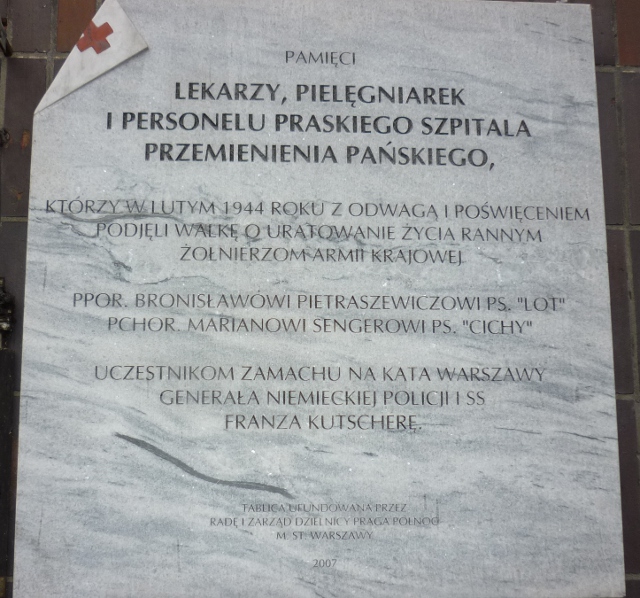 PAMIĘCI
LEKARZY, PIELĘGNIAREK
I PERSONELU PRASKIEGO SZPITALA
PRZEMIENIENIA PAŃSKIEGO,
KTÓRZY W LUTYM 1944 ROKU Z ODWAGĄ I POŚWIĘCENIEM
PODJĘLI WALKĘ O URATOWANIE ŻYCIA RANNYM
ŻOŁNIERZOM ARMII KRAJOWEJ
PPOR. BRONISŁAWÓWI PIETRASZEWICZOWI PS. "LOT"
PCHOR. MARIANOWI SENGEROWI PS. "CICHY"
UCZESTNIKOM ZAMACHU NA KATA WARSZAWY
GENERAŁA NIEMIECKIEJ POLICJI I SS
FRANZA KUTSCHERĘ.
TABLICA UFUNDOWANA PRZEZ
RADĘ I ZARZĄD DZIELNICY PRAGA PÓŁNOC
M. ST. WARSZAWY
2007